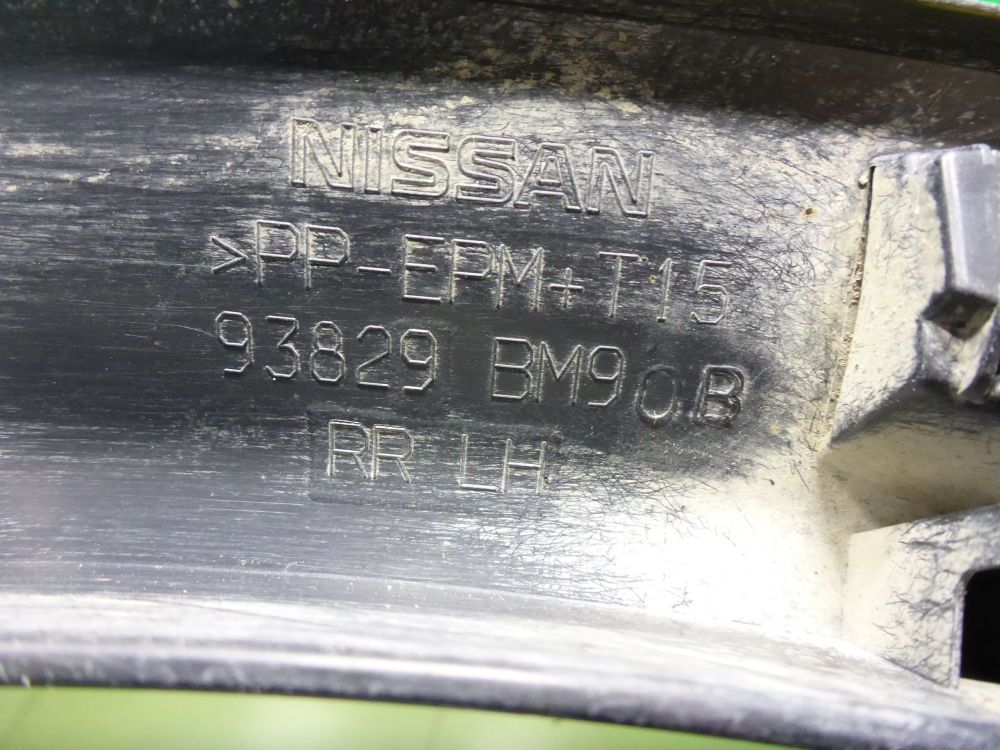 NISSAN
>PP-EPM+T15
93829 BM90B
RR LH